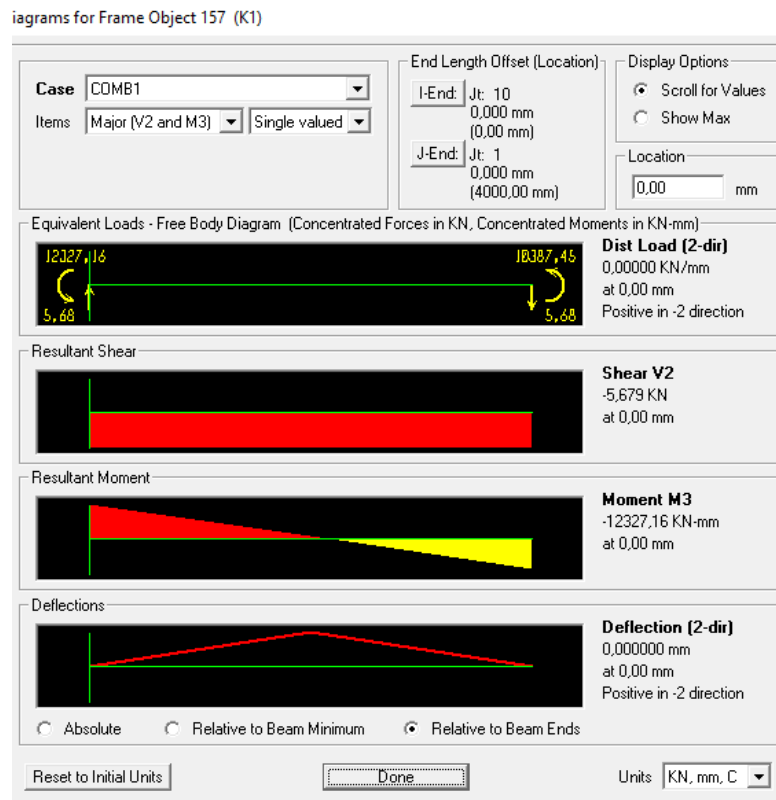 iagrams for Frame Object 157 (K1)
Case COMB1
Items Major (V2 and M3) Single valued
End Length Offset (Location)
I-End: Jt: 10
0,000 mm
(0,00 mm)
J-End: Jt: 1
0,000 mm
(4000,00 mm)
Display Options
Scroll for Values
Show Max
Location
0,00 mm
Equivalent Loads - Free Body Diagram (Concentrated Forces in KN, Concentrated Moments in KN-mm)
12327,16 10387,45
5,68 5,68
Dist Load (2-dir)
0,00000 KN/mm
at 0,00 mm
Positive in -2 direction
Resultant Shear
Shear V2
-5,679 KN
at 0,00 mm
Resultant Moment
Moment M3
-12327,16 KN-mm
at 0,00 mm
Deflections
Deflection (2-dir)
0,000000 mm
at 0,00 mm
Positive in -2 direction
Absolute Relative to Beam Minimum Relative to Beam Ends
Reset to Initial Units Done Units KN, mm, C